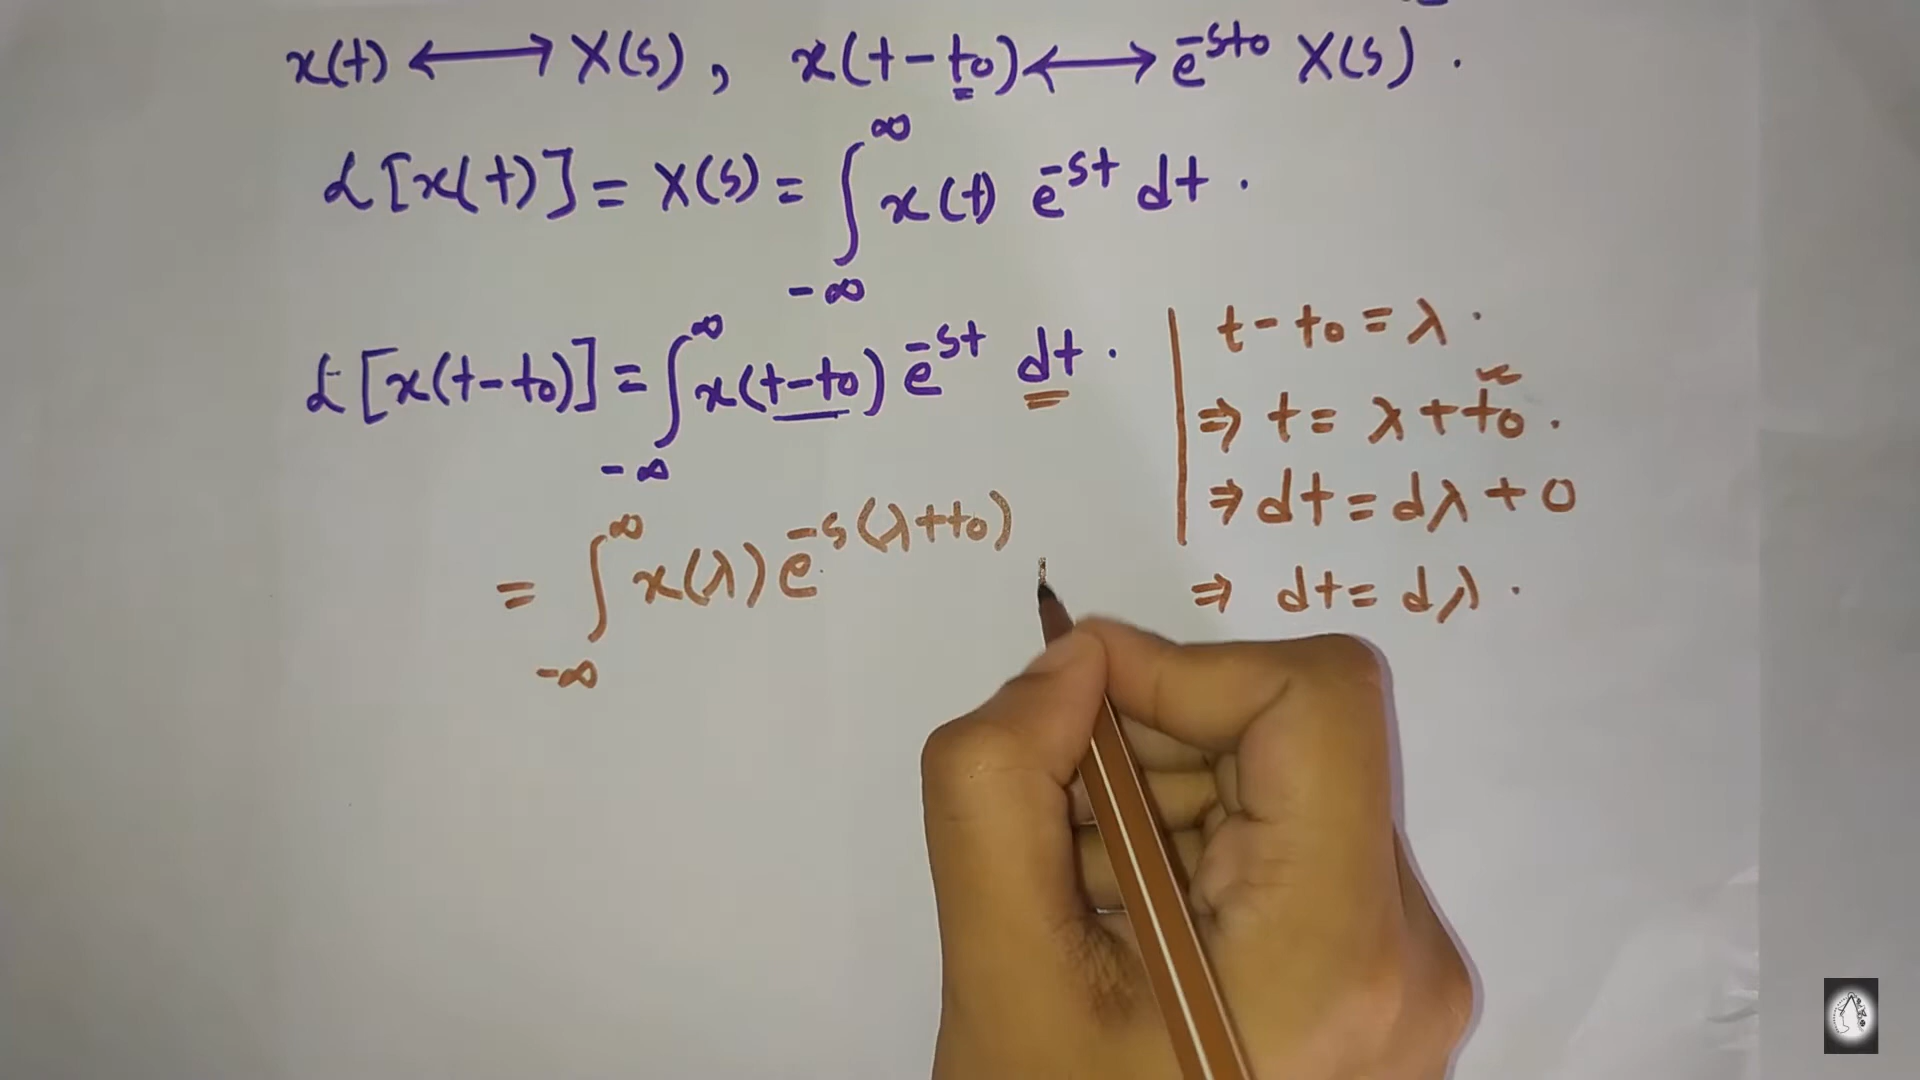 x(t) ⟷ X(s), x(t-t₀) ⟷ e^{-st₀} X(s).
ℒ[x(t)] = X(s) = ∫_{-∞}^{∞} x(t) e^{-st} dt.
ℒ[x(t-t₀)] = ∫_{-∞}^{∞} x(t-t₀) e^{-st} dt.
= ∫_{-∞}^{∞} x(λ) e^{-s(λ+t₀)}
t-t₀ = λ.
⇒ t = λ+t₀.
⇒ dt = dλ + 0
⇒ dt = dλ.